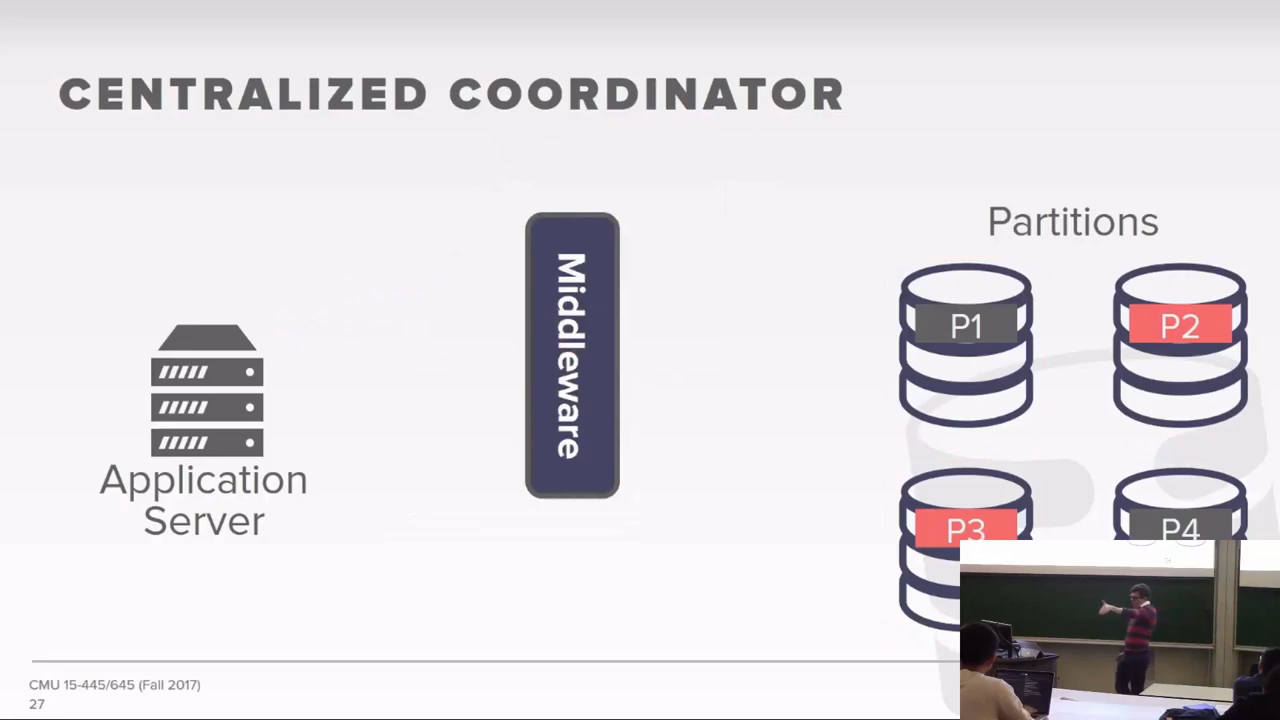 CENTRALIZED COORDINATOR
Partitions
Middleware
P1
P2
P3
P4
Application
Server
CMU 15-445/645 (Fall 2017)
27